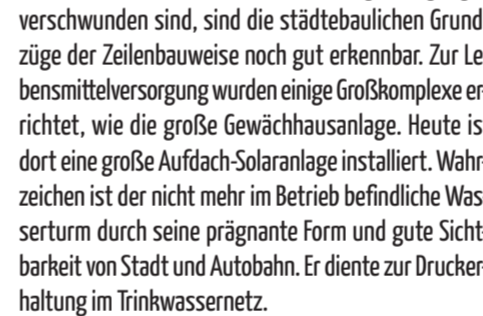 verschwunden sind, sind die städtebaulichen Grund
züge der Zeilenbauweise noch gut erkennbar. Zur Le
bensmittelversorgung wurden einige Großkomplexe er-
richtet, wie die große Gewächhausanlage. Heute is
dort eine große Aufdach-Solaranlage installiert. Wahr-
zeichen ist der nicht mehr im Betrieb befindliche Was
serturm durch seine prägnante Form und gute Sicht-
barkeit von Stadt und Autobahn. Er diente zur Drucker-
haltung im Trinkwassernetz.